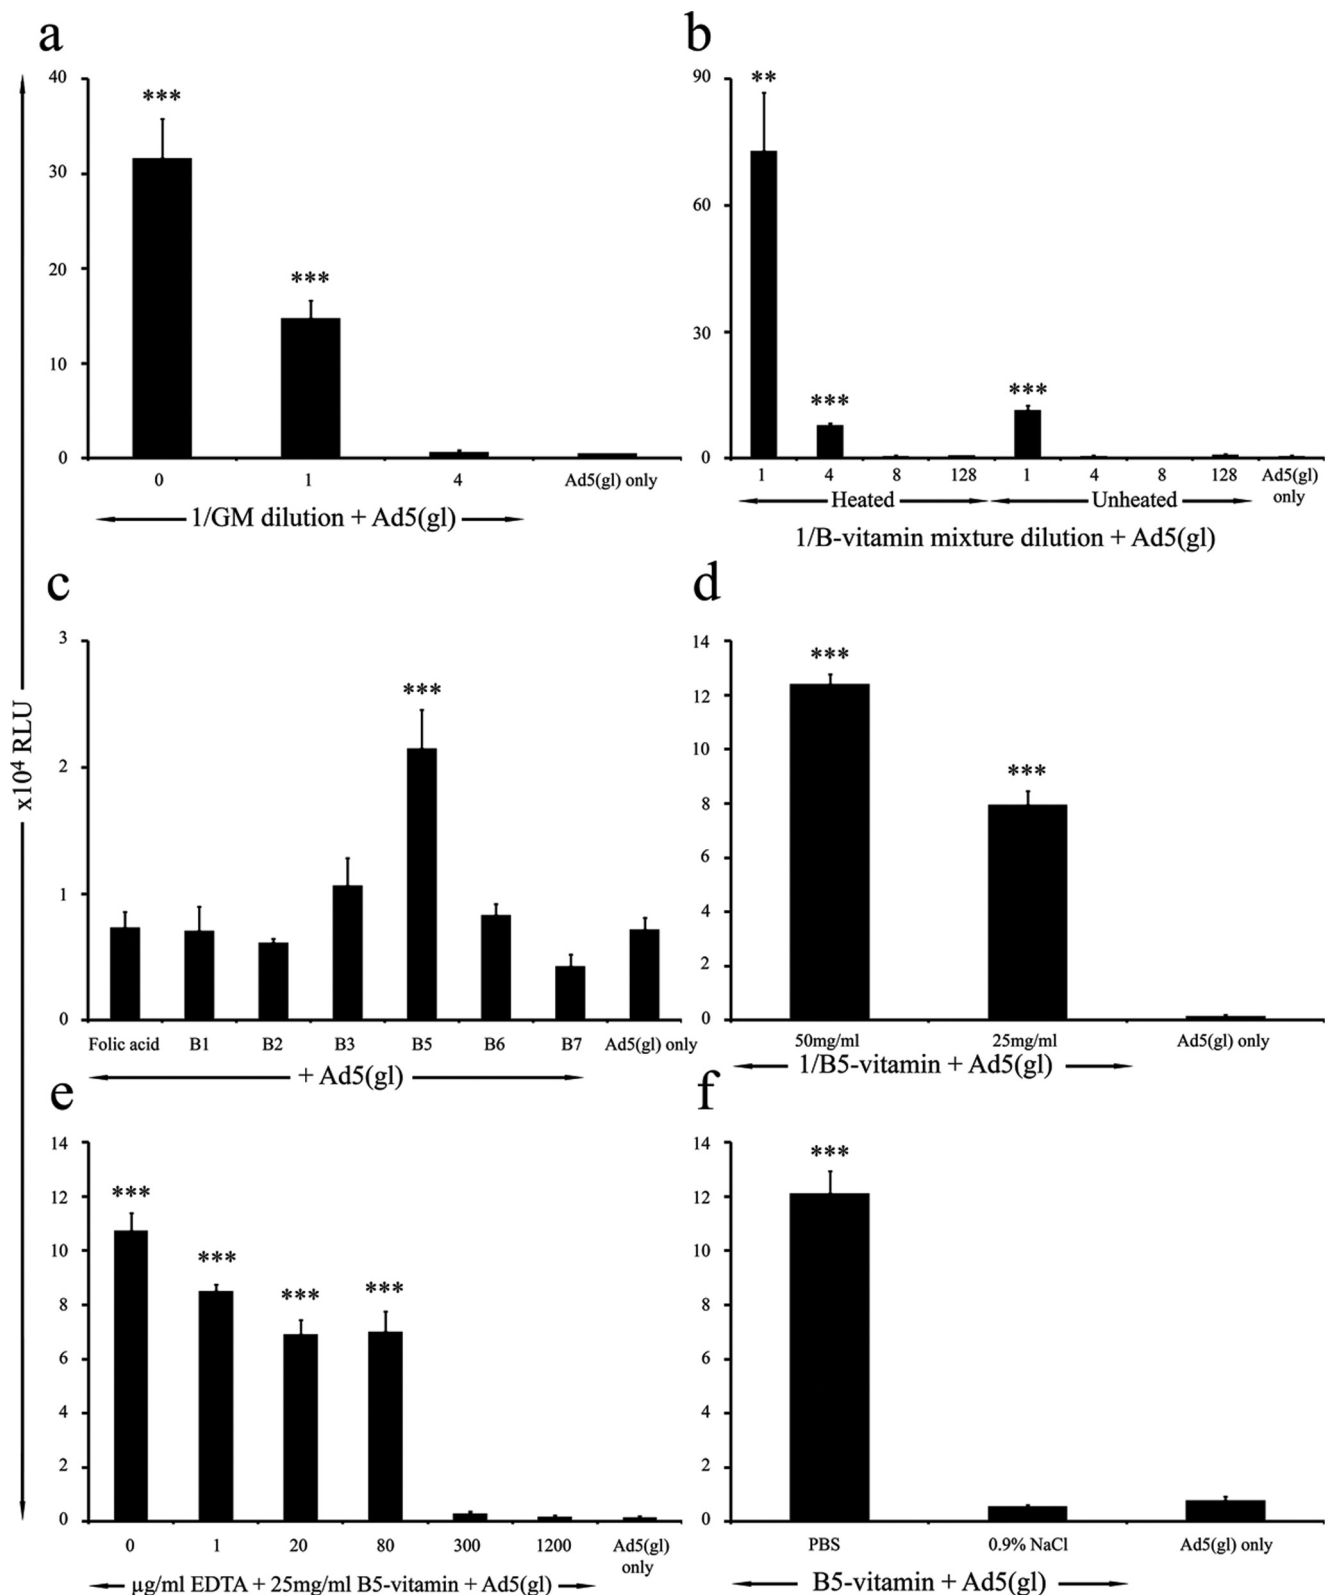 a
40
***
30
***
20
10
0
0 1 4 Ad5(gl) only
1/GM dilution + Ad5(gl)
b
90
**
60
30
***
***
0
1 4 8 128 1 4 8 128 Ad5(gl)
only
Heated Unheated
1/B-vitamin mixture dilution + Ad5(gl)
x10⁴ RLU
c
3
***
2
1
0
Folic acid B1 B2 B3 B5 B6 B7 Ad5(gl) only
+ Ad5(gl)
d
14
***
12
10
***
8
6
4
2
0
50mg/ml 25mg/ml Ad5(gl) only
1/B5-vitamin + Ad5(gl)
e
14
12
***
10
***
*** ***
8
6
4
2
0
0 1 20 80 300 1200 Ad5(gl)
only
µg/ml EDTA + 25mg/ml B5-vitamin + Ad5(gl)
f
14
***
12
10
8
6
4
2
0
PBS 0.9% NaCl Ad5(gl) only
B5-vitamin + Ad5(gl)